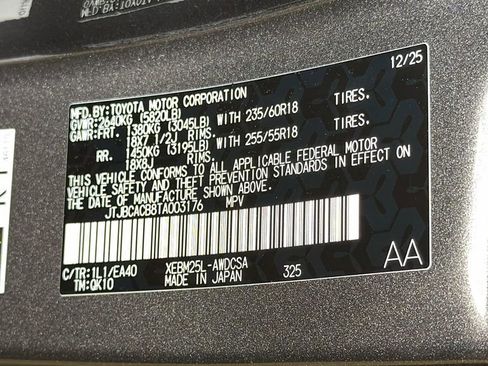 12/25
MFD.BY:TOYOTA MOTOR CORPORATION
GVWR:2640KG (5820LB)
GAWR:FRT. 1380KG (3045LB) WITH 235/60R18 TIRES.
18X7 1/2J RIMS.
RR. 1450KG (3195LB) WITH 255/55R18 TIRES.
18X8J RIMS.
THIS VEHICLE CONFORMS TO ALL APPLICABLE FEDERAL MOTOR
VEHICLE SAFETY AND THEFT PREVENTION STANDARDS IN EFFECT ON
THE DATE OF MANUFACTURE SHOWN ABOVE.
JTJBCACB8TA003176 MPV
C/TR:1L1/EA40 XEBM25L-AWDCSA AA
TM:QK10 MADE IN JAPAN 325